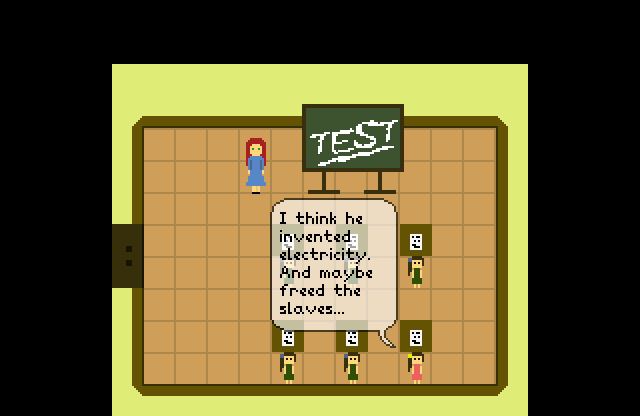 TEST
I think he
invented
electricity.
And maybe
freed the
slaves...